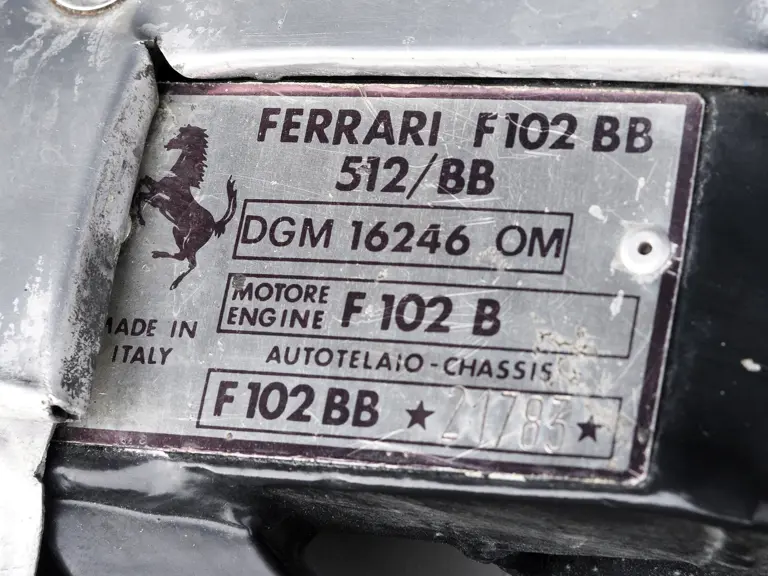 FERRARI F102 BB
512/BB
DGM 16246 OM
MOTORE
ENGINE F 102 B
MADE IN
ITALY
AUTOTELAIO-CHASSIS
F102BB ★21783★